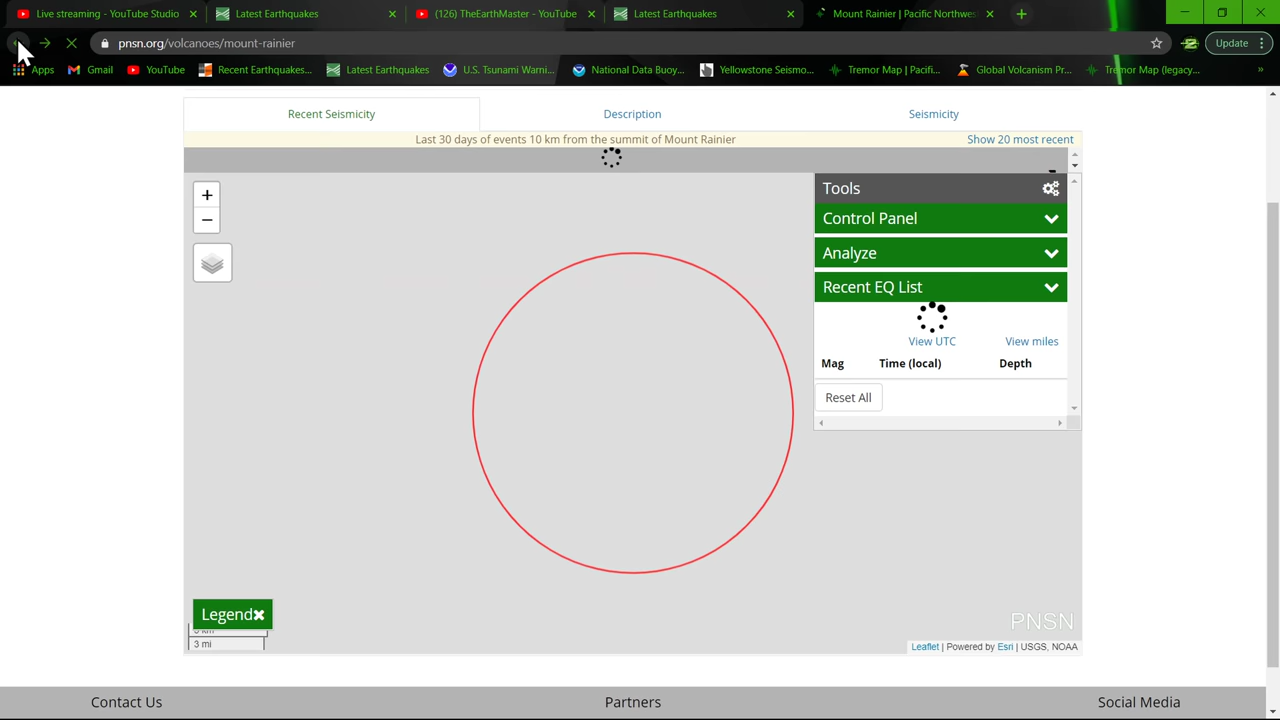 Live streaming - YouTube Studio
Latest Earthquakes
(126) TheEarthMaster - YouTube
Latest Earthquakes
Mount Rainier | Pacific Northwes
pnsn.org/volcanoes/mount-rainier
Update
Apps
Gmail
YouTube
Recent Earthquakes...
Latest Earthquakes
U.S. Tsunami Warni...
National Data Buoy...
Yellowstone Seismo...
Tremor Map | Pacifi...
Global Volcanism Pr...
Tremor Map (legacy...
»
Recent Seismicity
Description
Seismicity
Last 30 days of events 10 km from the summit of Mount Rainier
Show 20 most recent
+
−
Tools
Control Panel
Analyze
Recent EQ List
View UTC
View miles
Mag Time (local) Depth
Reset All
Legend
3 mi
PNSN
Leaflet | Powered by Esri | USGS, NOAA
Contact Us
Partners
Social Media